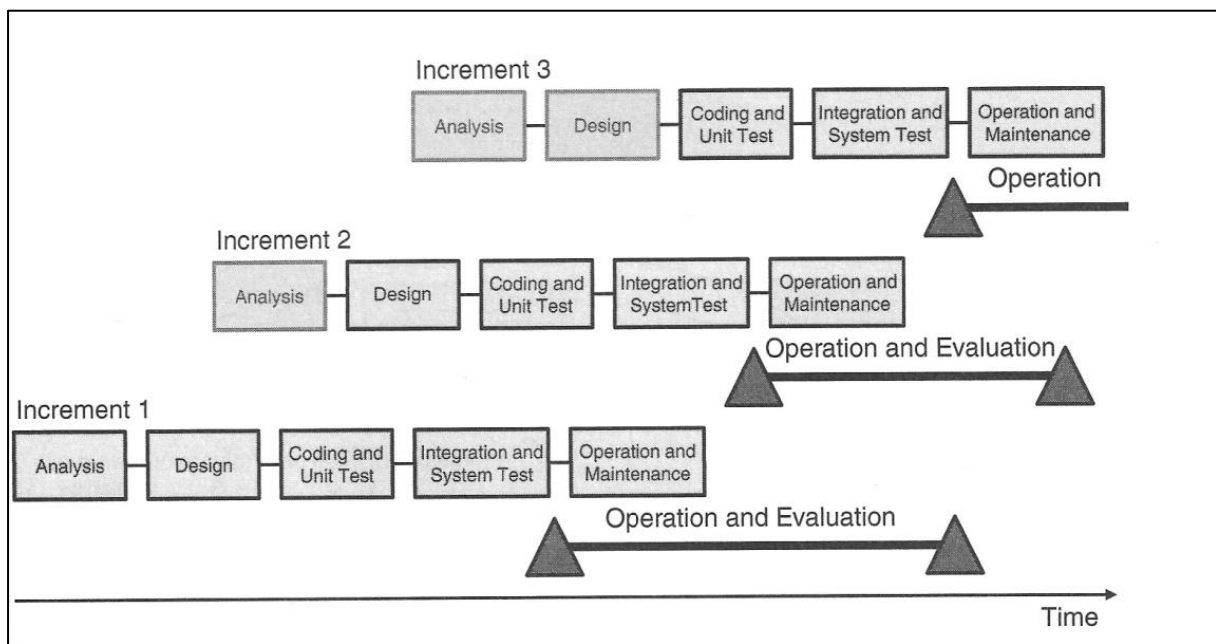 Increment 3
Analysis
Design
Coding and
Unit Test
Integration and
System Test
Operation and
Maintenance
Operation
Increment 2
Analysis
Design
Coding and
Unit Test
Integration and
SystemTest
Operation and
Maintenance
Operation and Evaluation
Increment 1
Analysis
Design
Coding and
Unit Test
Integration and
System Test
Operation and
Maintenance
Operation and Evaluation
Time